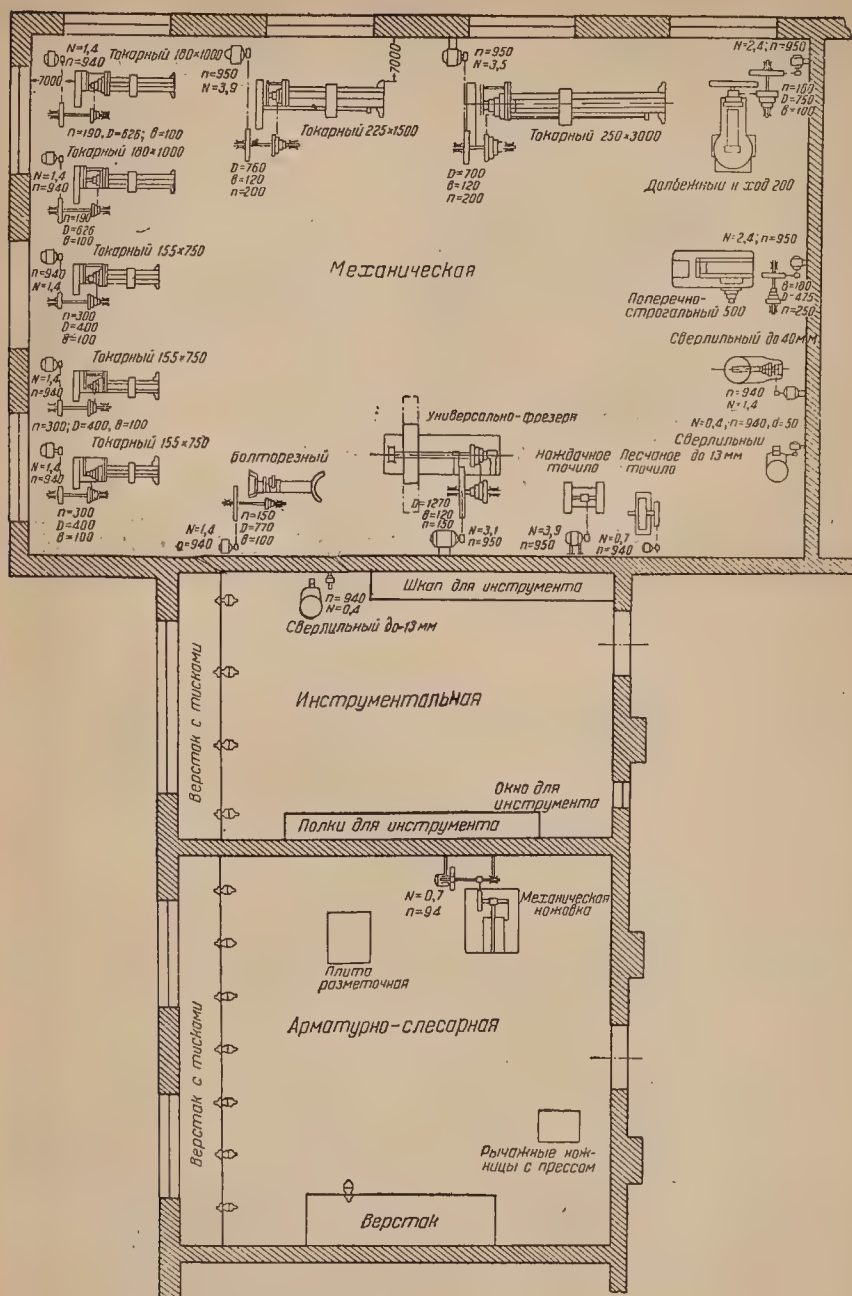 N=1,4
n=940
Токарный 180×1000
7000
n=190, D=626; в=100
n=950
N=3,9
7000
Токарный 225×1500
D=760
в=120
n=200
n=950
N=3,5
Токарный 250×3000
D=700
в=120
n=200
N=2,4; n=950
n=160
D=750
в=100
Долбежный н ход 200
Токарный 180×1000
N=1,4
n=940
n=190
D=626
в=100
Токарный 155×750
n=940
N=1,4
n=300
D=400
в=100
Механическая
N=2,4; n=950
в=100
D=475
n=250
Поперечно-
строгальный 500
Сверлильный до 40мм
n=940
N=1,4
Токарный 155×750
N=1,4
n=940
n=300; D=400, в=100
Токарный 155×750
N=1,4
n=940
n=300
D=400
в=100
Болторезный
n=150
D=770
в=100
N=1,4
n=940
Универсально-фрезерн
D=1270
в=120
n=150
N=3,1
n=950
Наждачное
точило
N=3,9
n=950
Песчаное
точило
N=0,7
n=940
N=0,4; n=940, d=50
Сверлильный
до 13 мм
n=940
N=0,4
Сверлильный до-13 мм
Шкап для инструмента
Верстак с тисками
Инструментальная
Окно для
инструмента
Полки для инструмента
N=0,7
n=94
Механическая
ножовка
Плита
разметочная
Арматурно-слесарная
Верстак с тисками
Рычажные нож-
ницы с прессом
Верстак